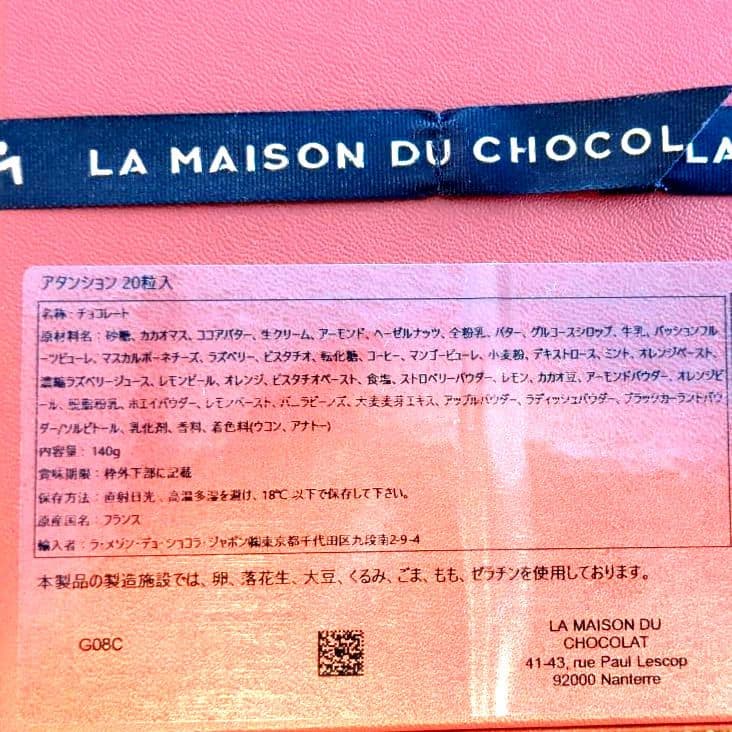 LA MAISON DU CHOCOL LA
アタンション 20粒入
名称：チョコレート
原材料名：砂糖、カカオマス、ココアバター、生クリーム、アーモンド、ヘーゼルナッツ、全粉乳、バター、グルコースシロップ、牛乳、パッションフル
ーツピューレ、マスカルポーネチーズ、ラズベリー、ピスタチオ、転化糖、コーヒー、マンゴーピューレ、小麦粉、デキストロース、ミント、オレンジペースト、
濃縮ラズベリージュース、レモンピール、オレンジ、ピスタチオペースト、食塩、ストロベリーパウダー、レモン、カカオ豆、アーモンドパウダー、オレンジピ
ール、脱脂粉乳、ホエイパウダー、レモンペースト、バニラビーンズ、大麦麦芽エキス、アップルパウダー、ラディッシュパウダー、ブラックカーラントパウ
ダー/ソルビトール、乳化剤、香料、着色料(ウコン、アナトー)
内容量：140g
賞味期限：枠外下部に記載
保存方法：直射日光、高温多湿を避け、18℃以下で保存して下さい。
原産国名：フランス
輸入者：ラ・メゾン・デュ・ショコラ・ジャポン㈱東京都千代田区九段南2-9-4
本製品の製造施設では、卵、落花生、大豆、くるみ、ごま、もも、ゼラチンを使用しております。
G08C
LA MAISON DU
CHOCOLAT
41-43, rue Paul Lescop
92000 Nanterre